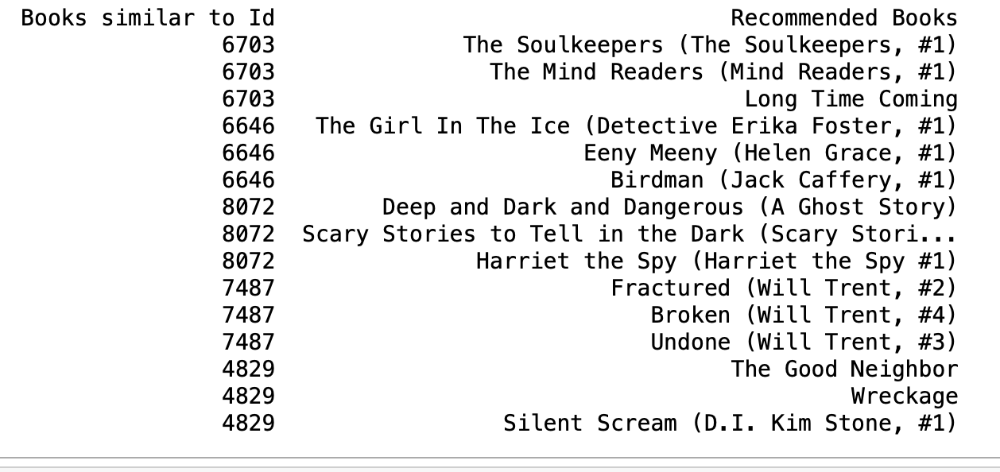 Books similar to Id Recommended Books
6703 The Soulkeepers (The Soulkeepers, #1)
6703 The Mind Readers (Mind Readers, #1)
6703 Long Time Coming
6646 The Girl In The Ice (Detective Erika Foster, #1)
6646 Eeny Meeny (Helen Grace, #1)
6646 Birdman (Jack Caffery, #1)
8072 Deep and Dark and Dangerous (A Ghost Story)
8072 Scary Stories to Tell in the Dark (Scary Stori...
8072 Harriet the Spy (Harriet the Spy #1)
7487 Fractured (Will Trent, #2)
7487 Broken (Will Trent, #4)
7487 Undone (Will Trent, #3)
4829 The Good Neighbor
4829 Wreckage
4829 Silent Scream (D.I. Kim Stone, #1)